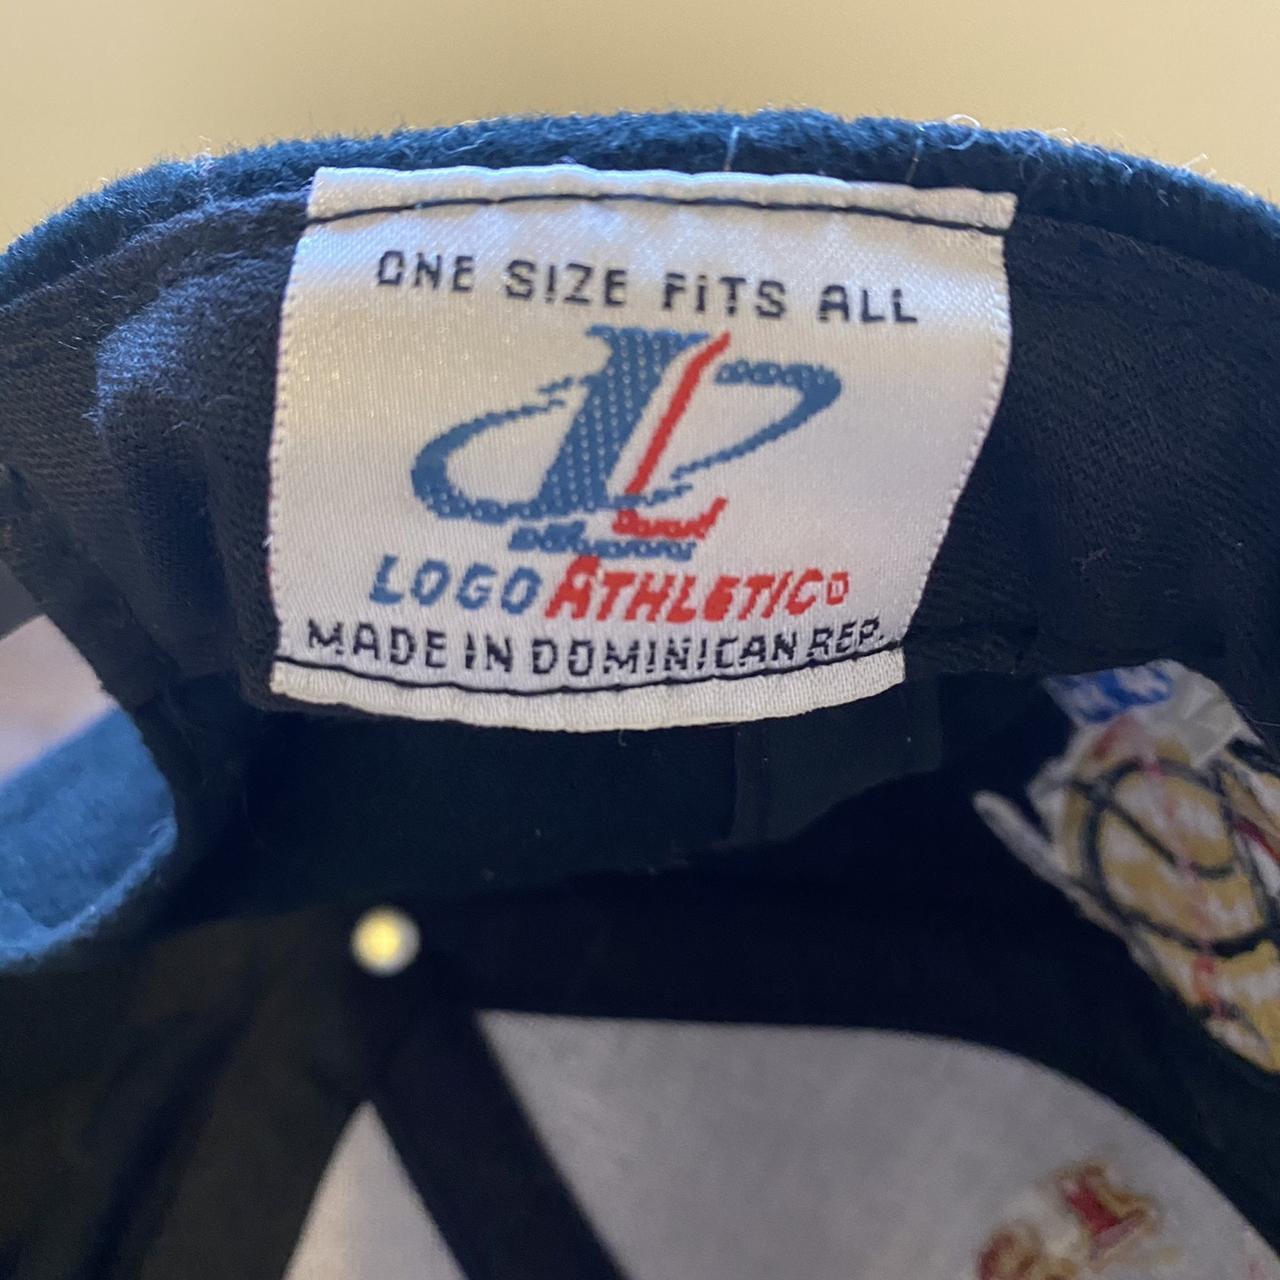 ONE SIZE FiTS ALL
L
LOGO ATHLETIC
MADE IN DOMINICAN REP.